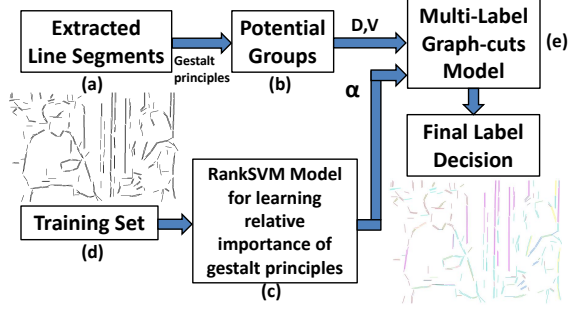 Extracted
Line Segments
(a)
Gestalt
principles
Potential
Groups
(b)
D,V
Multi-Label
Graph-cuts
Model
(e)
α
Final Label
Decision
Training Set
(d)
RankSVM Model
for learning
relative
importance of
gestalt principles
(c)